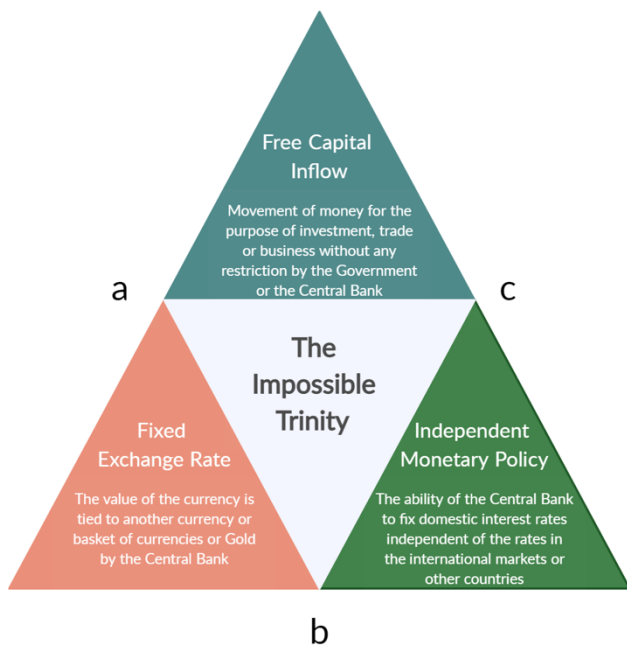 Free Capital
Inflow
Movement of money for the
purpose of investment, trade
or business without any
restriction by the Government
or the Central Bank
a
c
The
Impossible
Trinity
Fixed
Exchange Rate
The value of the currency is
tied to another currency or
basket of currencies or Gold
by the Central Bank
Independent
Monetary Policy
The ability of the Central Bank
to fix domestic interest rates
independent of the rates in
the international markets or
other countries
b